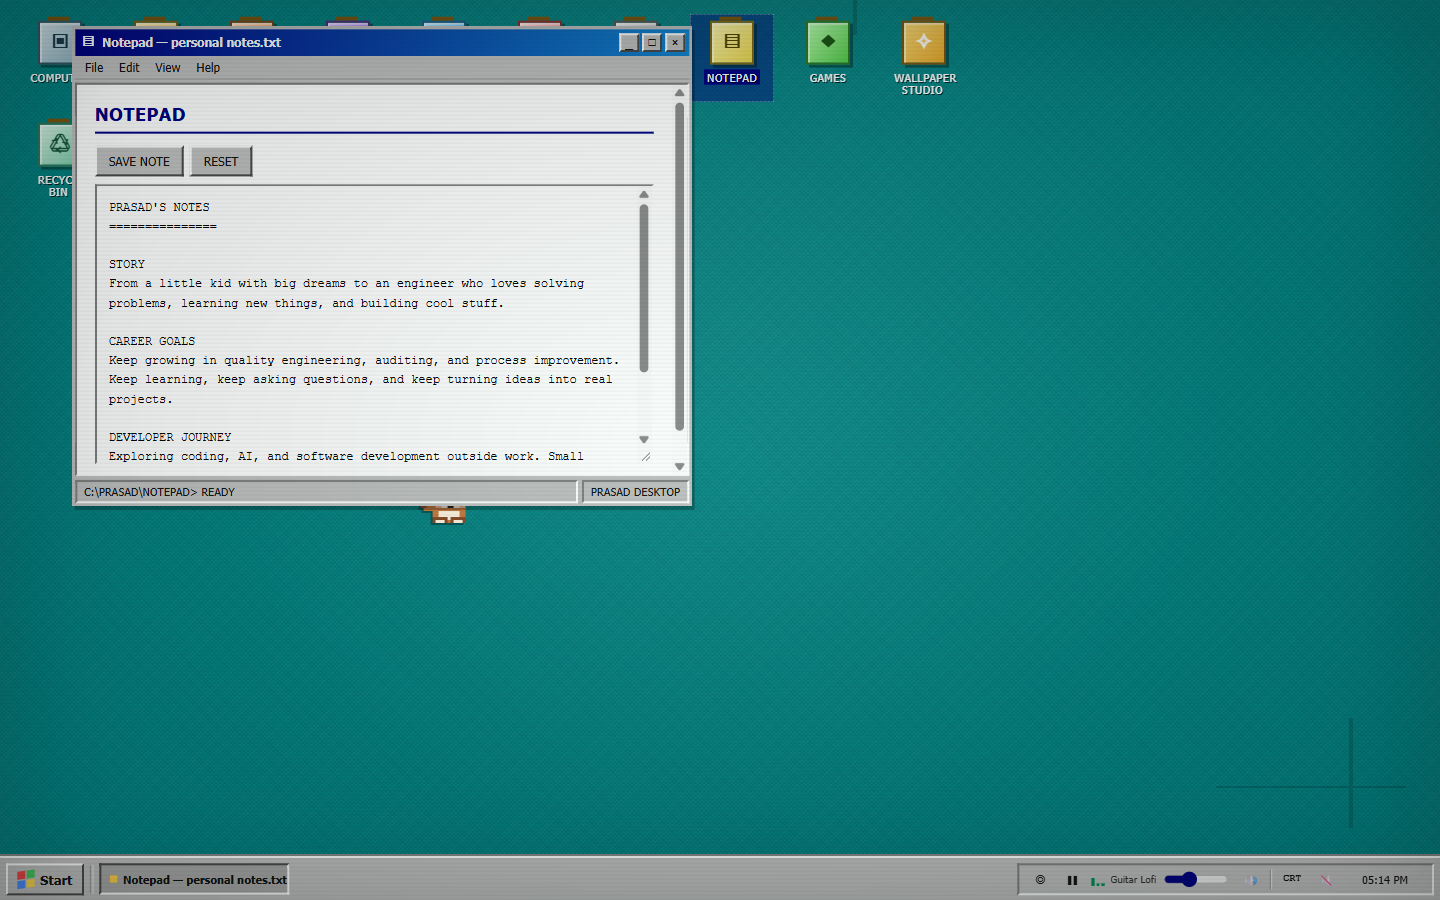 Notepad — personal notes.txt
File Edit View Help
NOTEPAD
SAVE NOTE RESET
PRASAD'S NOTES
===============
STORY
From a little kid with big dreams to an engineer who loves solving
problems, learning new things, and building cool stuff.
CAREER GOALS
Keep growing in quality engineering, auditing, and process improvement.
Keep learning, keep asking questions, and keep turning ideas into real
projects.
DEVELOPER JOURNEY
Exploring coding, AI, and software development outside work. Small
C:\PRASAD\NOTEPAD> READY
PRASAD DESKTOP
NOTEPAD
GAMES
WALLPAPER
STUDIO
BIN
Start
Notepad — personal notes.txt
Guitar Lofi
CRT
05:14 PM